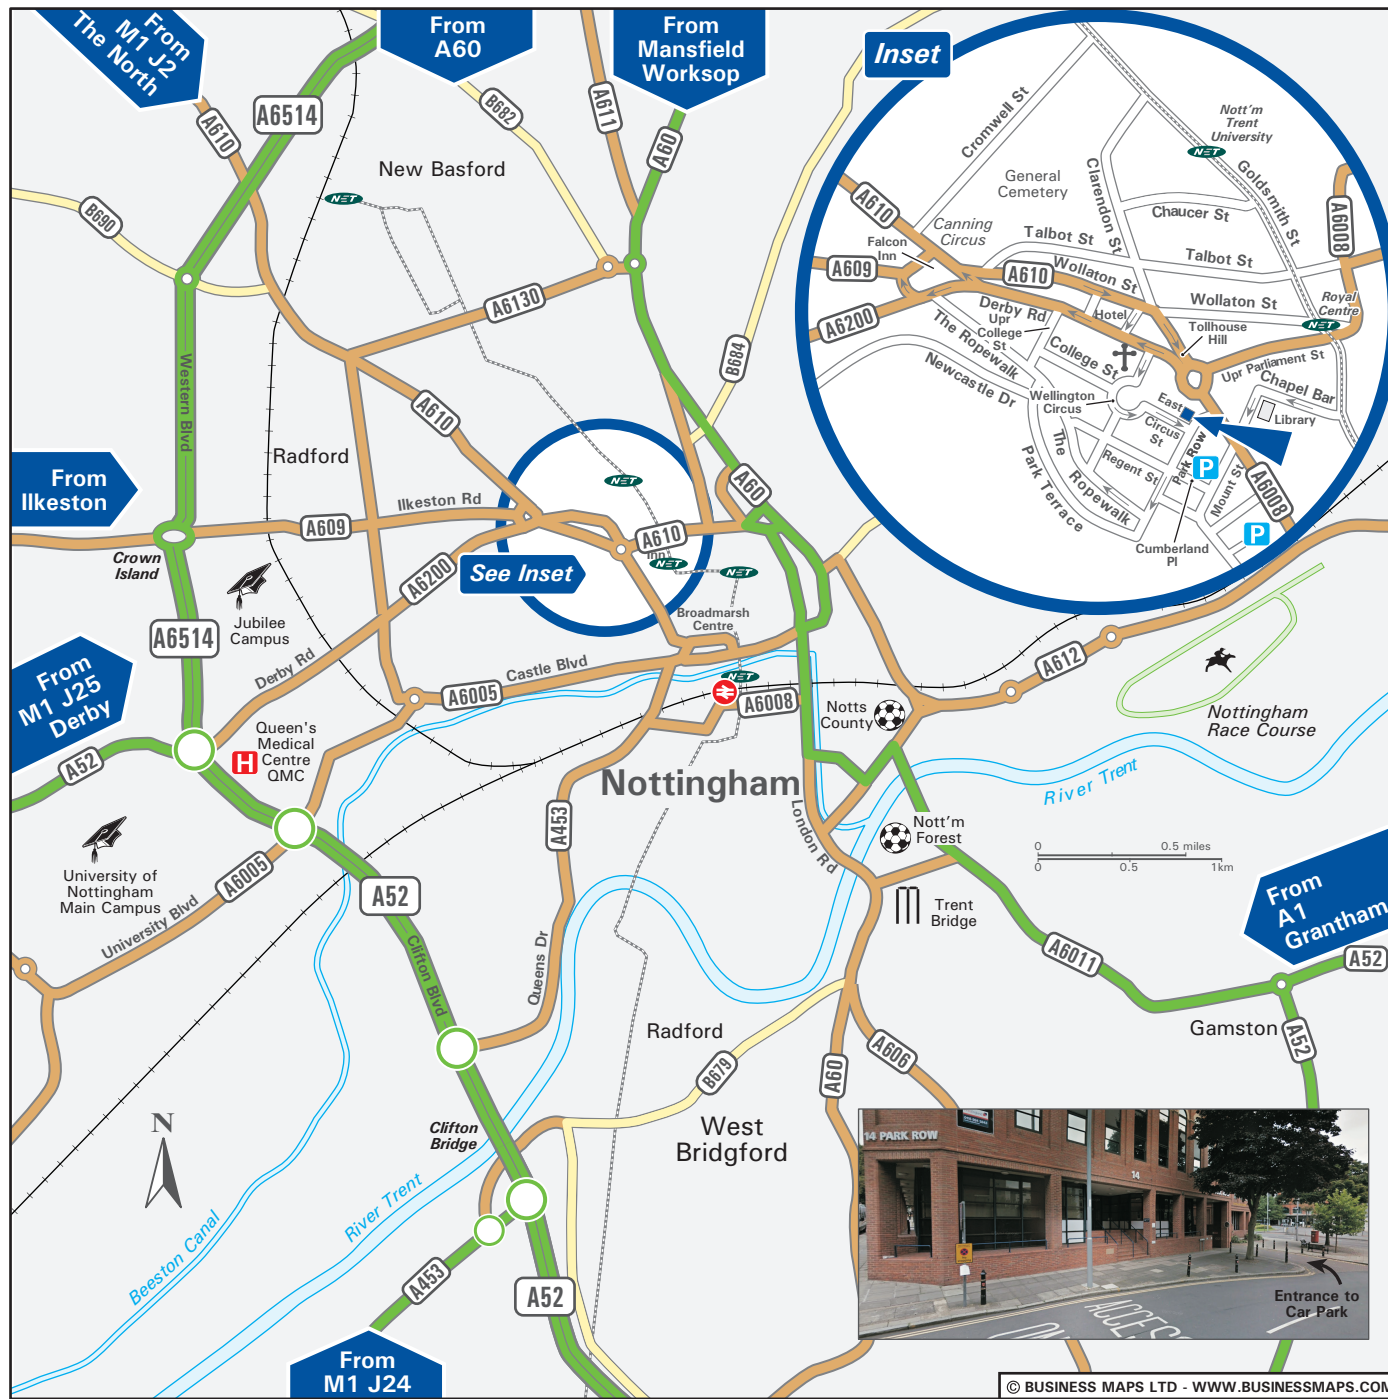 From
M1 J2
The North
From
A60
From
Mansfield
Worksop
Inset
A6514
A610
B682
A611
A60
New Basford
NET
B690
A6130
B684
Western Blvd
A610
Radford
From
Ilkeston
Ilkeston Rd
A609
NET
A60
A610
Inn
Crown
Island
A6200
See Inset
NET
NET
Jubilee
Campus
A6514
Broadmarsh
Centre
Derby Rd
Castle Blvd
A6005
NET
A6008
A612
From
M1 J25
Derby
A52
Queen's
Medical
Centre
QMC
H
Notts
County
Nottingham
Race Course
Nottingham
River Trent
A453
London Rd
Nott'm
Forest
0
0.5 miles
0
0.5
1km
University of
Nottingham
Main Campus
A6005
University Blvd
A52
Clifton Blvd
Queens Dr
Trent
Bridge
From
A1
Grantham
A6011
A52
Gamston
A52
Radford
B679
A60
A606
West
Bridgford
N
Clifton
Bridge
River Trent
Beeston Canal
A453
A52
From
M1 J24
Cromwell St
Nott'm
Trent
University
NET
General
Cemetery
Clarendon St
Goldsmith St
A610
Canning
Circus
Chaucer St
A6008
Falcon
Inn
Talbot St
Talbot St
A609
A610
Wollaton St
Wollaton St
Royal
Centre
NET
A6200
Derby Rd
Hotel
Upr
College
St
Tollhouse
Hill
The Ropewalk
College St
Upr Parliament St
Newcastle Dr
Chapel Bar
Wellington
Circus
East
Circus
St
Library
The
Ropewalk
Regent St
Park Row
P
Mount St
A6008
Park Terrace
P
Cumberland
Pl
14 PARK ROW
14
ACCESS
Entrance to
Car Park
© BUSINESS MAPS LTD - WWW.BUSINESSMAPS.COM